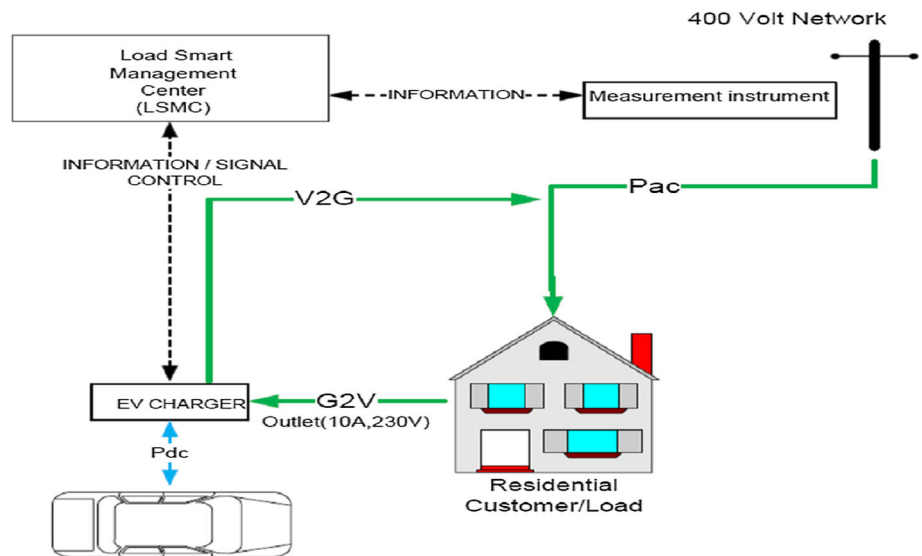 400 Volt Network
Load Smart
Management
Center
(LSMC)
INFORMATION
Measurement instrument
INFORMATION / SIGNAL
CONTROL
V2G
Pac
EV CHARGER
G2V
Outlet(10A,230V)
Pdc
Residential
Customer/Load